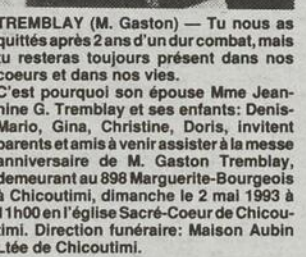 TREMBLAY (M. Gaston) — Tu nous as
quittés après 2 ans d'un dur combat, mais
tu resteras toujours présent dans nos
coeurs et dans nos vies.
C'est pourquoi son épouse Mme Jean-
nine G. Tremblay et ses enfants: Denis-
Mario, Gina, Christine, Doris, invitent
parents et amis à venir assister à la messe
anniversaire de M. Gaston Tremblay,
demeurant au 898 Marguerite-Bourgeois
à Chicoutimi, dimanche le 2 mai 1993 à
11h00 en l'église Sacré-Coeur de Chicou-
timi. Direction funéraire: Maison Aubin
Ltée de Chicoutimi.